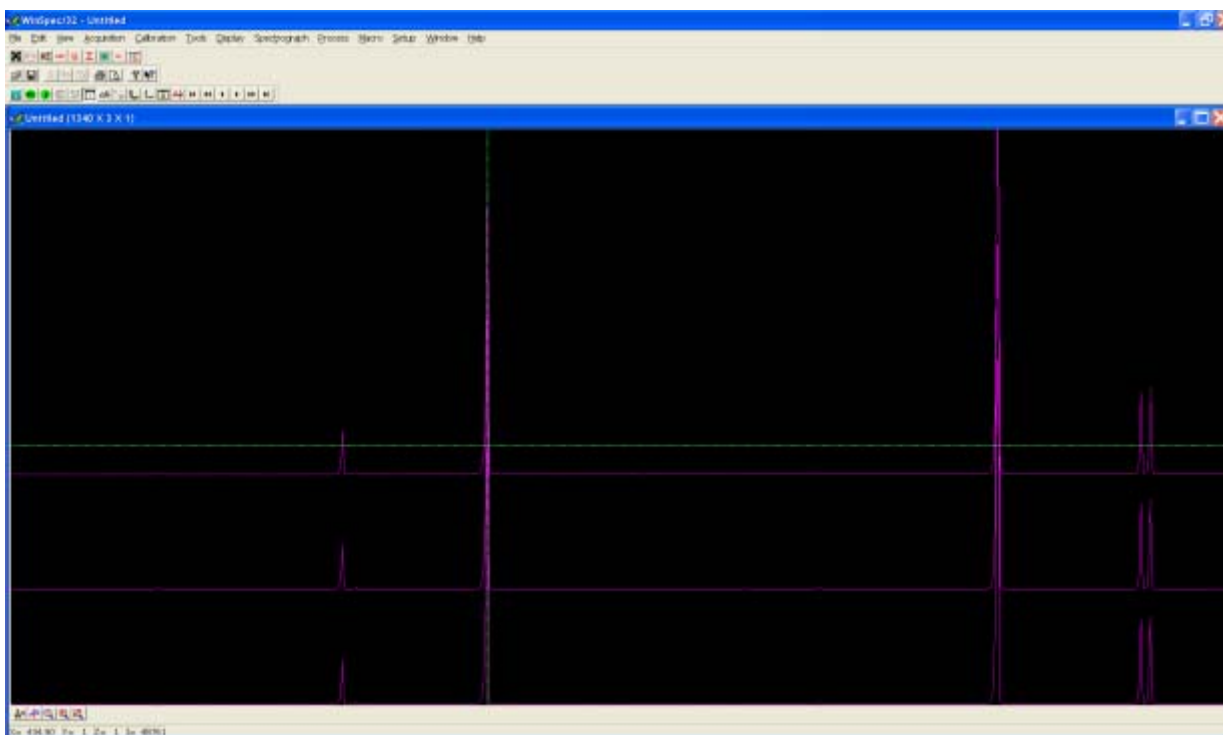 WinSpec/32 - Untitled
File Edit View Acquisition Calibration Tools Display Spectrograph Process Macro Setup Window Help
Untitled (1340 X 3 X 1)